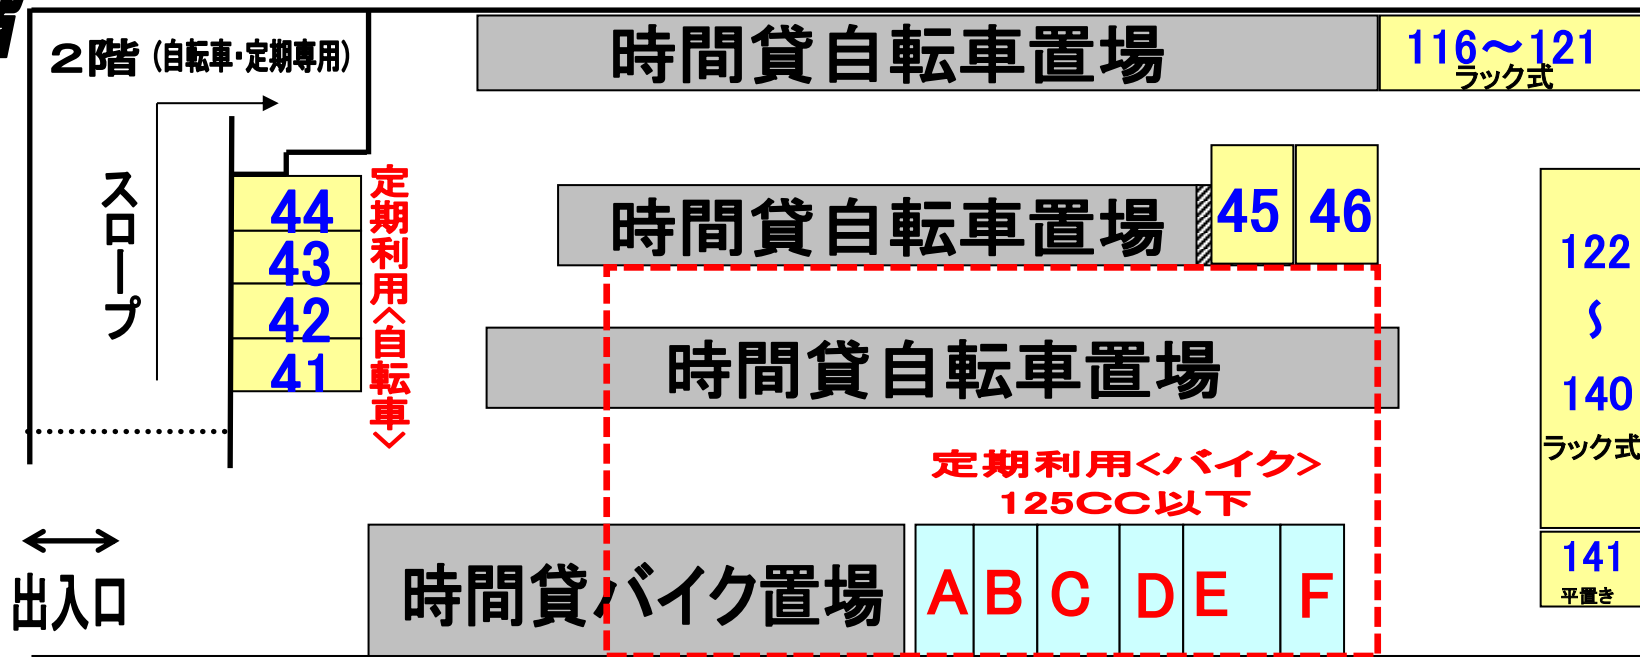 2階（自転車・定期専用）
時間貸自転車置場
116～121
ラック式
スロープ
44
43
42
41
定期利用<自転車>
時間貸自転車置場
45
46
122
～
140
ラック式
時間貸自転車置場
定期利用<バイク>
125CC以下
出入口
時間貸バイク置場
A B C D E F
141
平置き